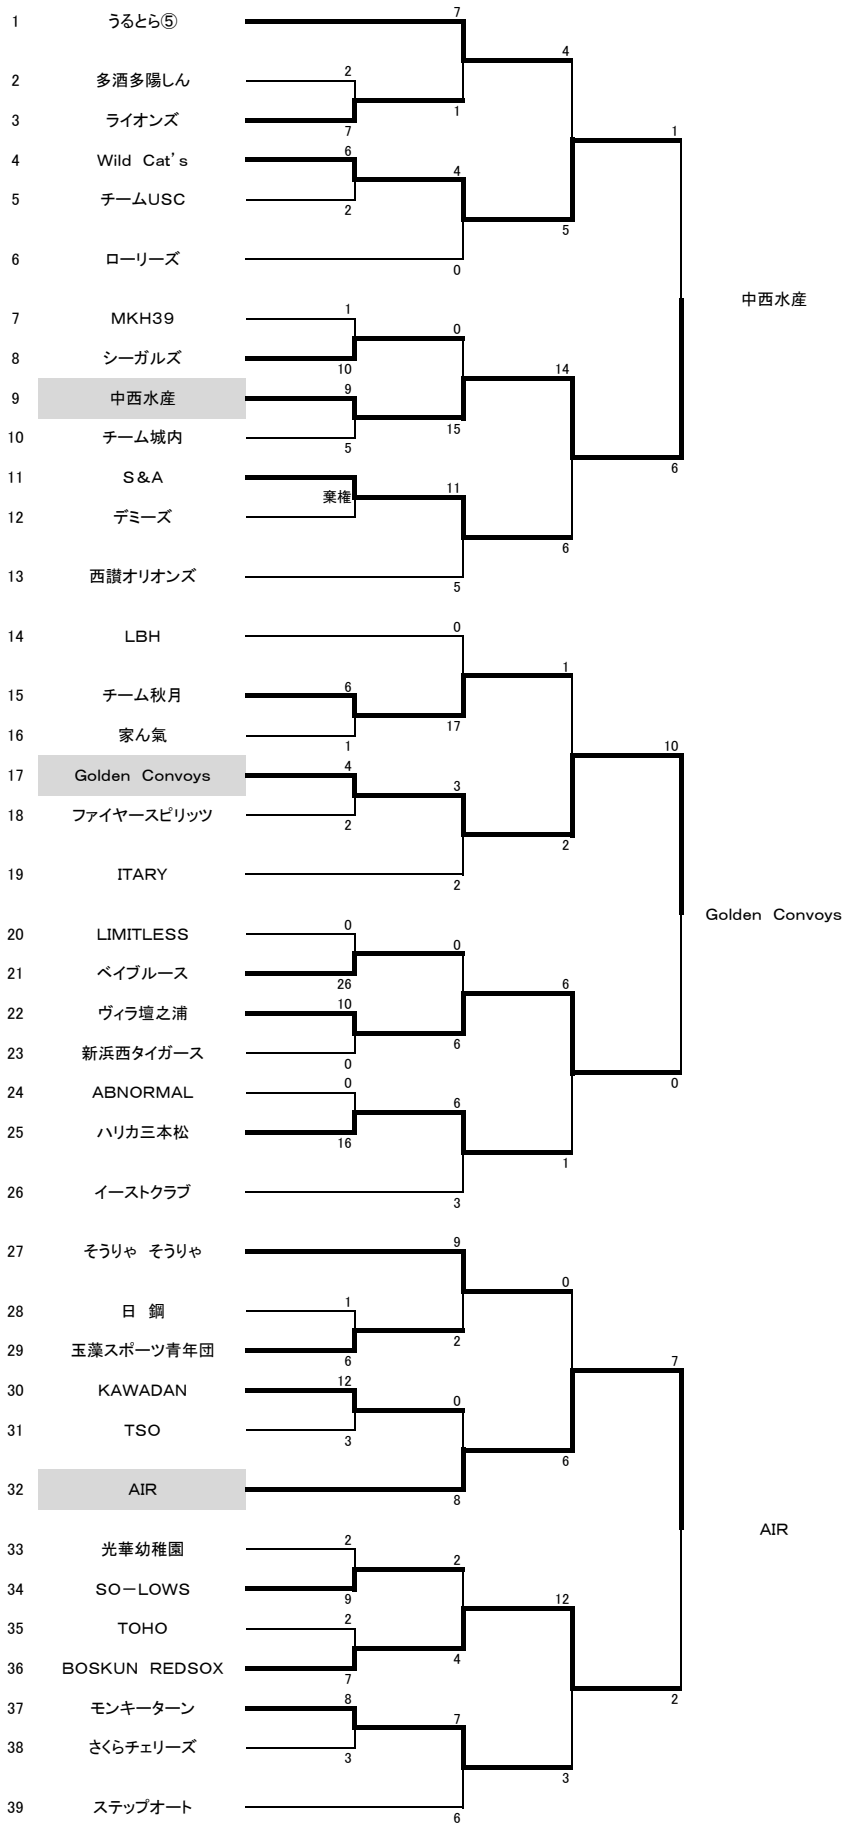 7
1 うるとら⑤
4
2 多酒多陽しん 2
3 ライオンズ 1
7 1
4 Wild Cat's 6 4
5 チームUSC 2
5
6 ローリーズ 0
中西水産
7 MKH39 1
0
8 シーガルズ 10 14
9 中西水産 9
15
10 チーム城内 5
6
11 S&A 11
棄権
12 デミーズ
6
13 西讃オリオンズ 5
14 LBH 0
1
15 チーム秋月 6
17
16 家ん氣 1 10
17 Golden Convoys 4 3
18 ファイヤースピリッツ 2
2
19 ITARY 2
Golden Convoys
20 LIMITLESS 0
0
21 ベイブルース 26 6
22 ヴィラ壇之浦 10
6
23 新浜西タイガース 0
0
24 ABNORMAL 0 6
25 ハリカ三本松 16
1
26 イーストクラブ 3
27 そうりゃ そうりゃ 9
0
28 日 鋼 1
2
29 玉藻スポーツ青年団 6 7
30 KAWADAN 12 0
31 TSO 3
6
32 AIR 8
AIR
33 光華幼稚園 2
2
34 SO-LOWS 9 12
35 TOHO 2
4
36 BOSKUN REDSOX 7
2
37 モンキーターン 8 7
38 さくらチェリーズ 3
3
39 ステップオート 6